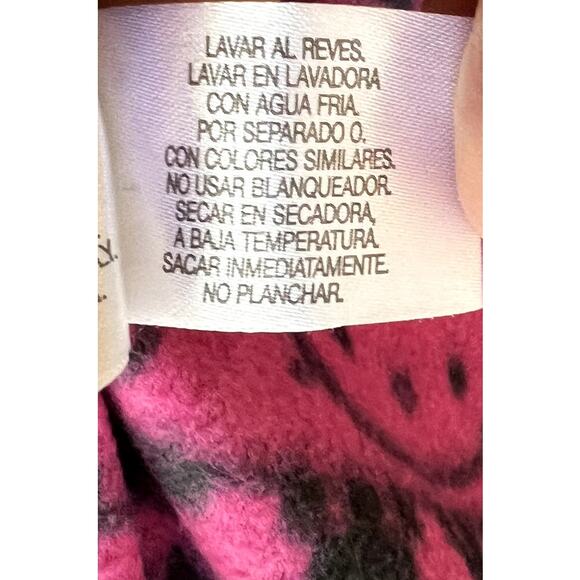 LAVAR AL REVES.
LAVAR EN LAVADORA
CON AGUA FRIA.
POR SEPARADO O.
CON COLORES SIMILARES.
NO USAR BLANQUEADOR.
SECAR EN SECADORA,
A BAJA TEMPERATURA.
SACAR INMEDIATAMENTE.
NO PLANCHAR.